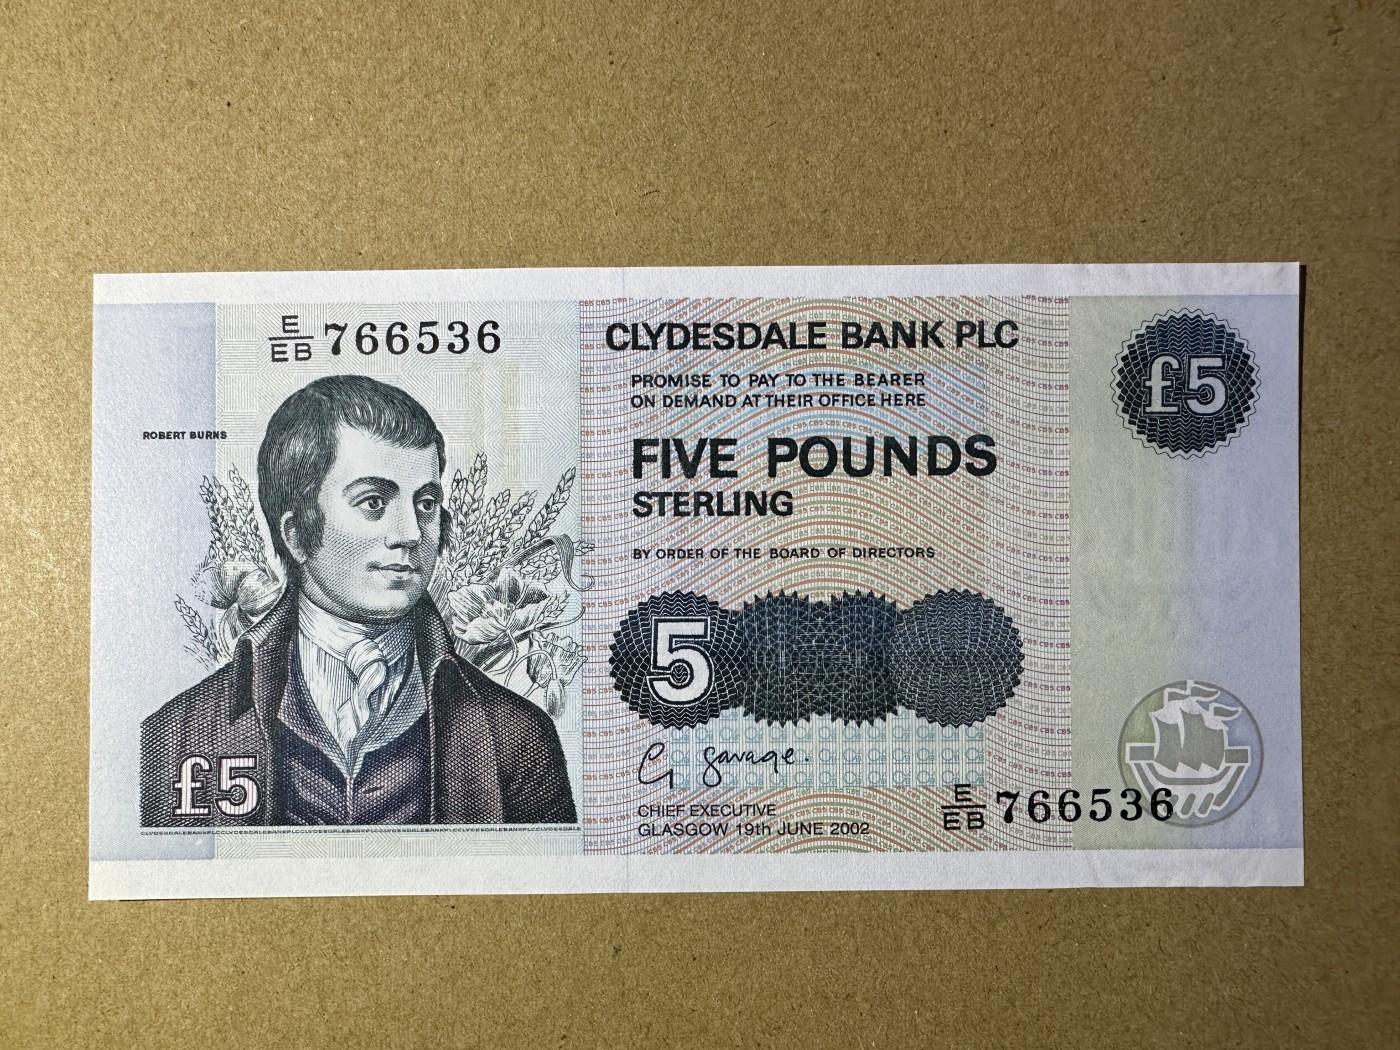 E
EB 766536
CLYDESDALE BANK PLC
£5
PROMISE TO PAY TO THE BEARER
ON DEMAND AT THEIR OFFICE HERE
ROBERT BURNS
FIVE POUNDS
STERLING
BY ORDER OF THE BOARD OF DIRECTORS
5
G Savage.
£5
CHIEF EXECUTIVE
GLASGOW 19th JUNE 2002
E
EB 766536
CLYDESDALEBANKPLCCLYDESDALEBANKPLCCLYDESDALEBANKPLCCLYDESDALEBANKPLCCLYDESDALE